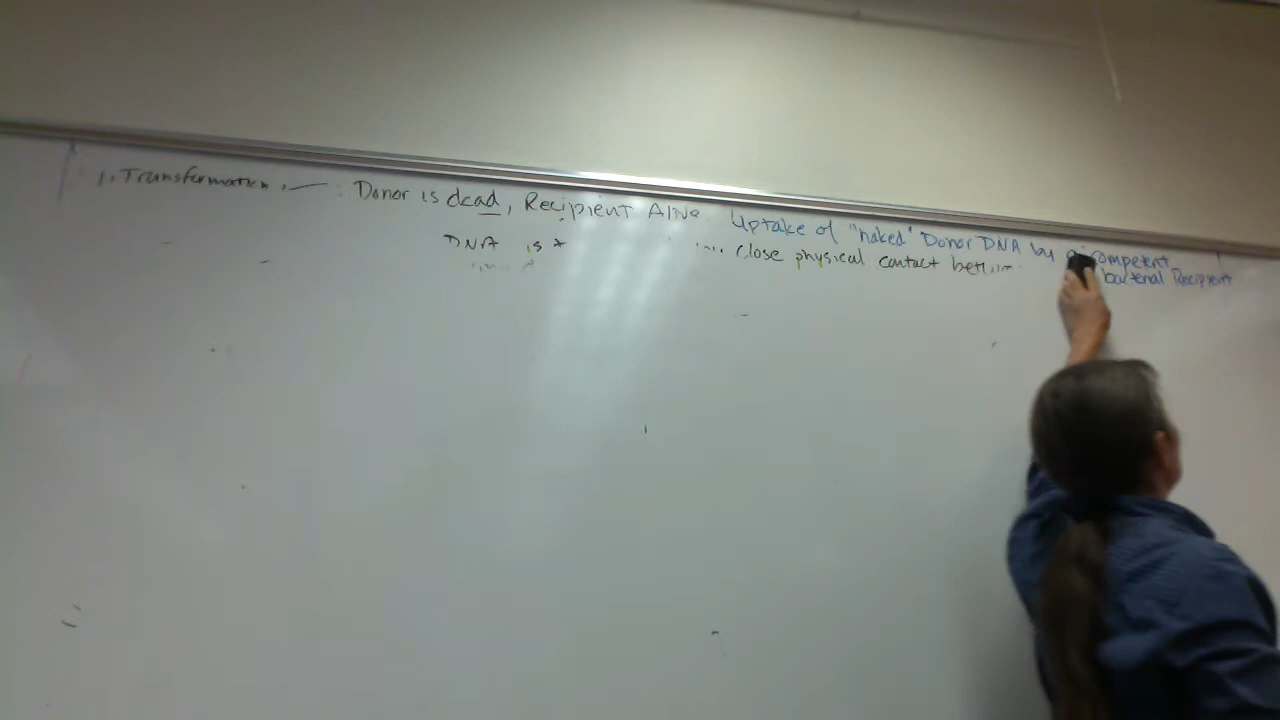 1. Transformation : Donor is dead, Recipient Alive Uptake of "naked" Donor DNA by a competent
bacterial Recipient
DNA is
close physical contact